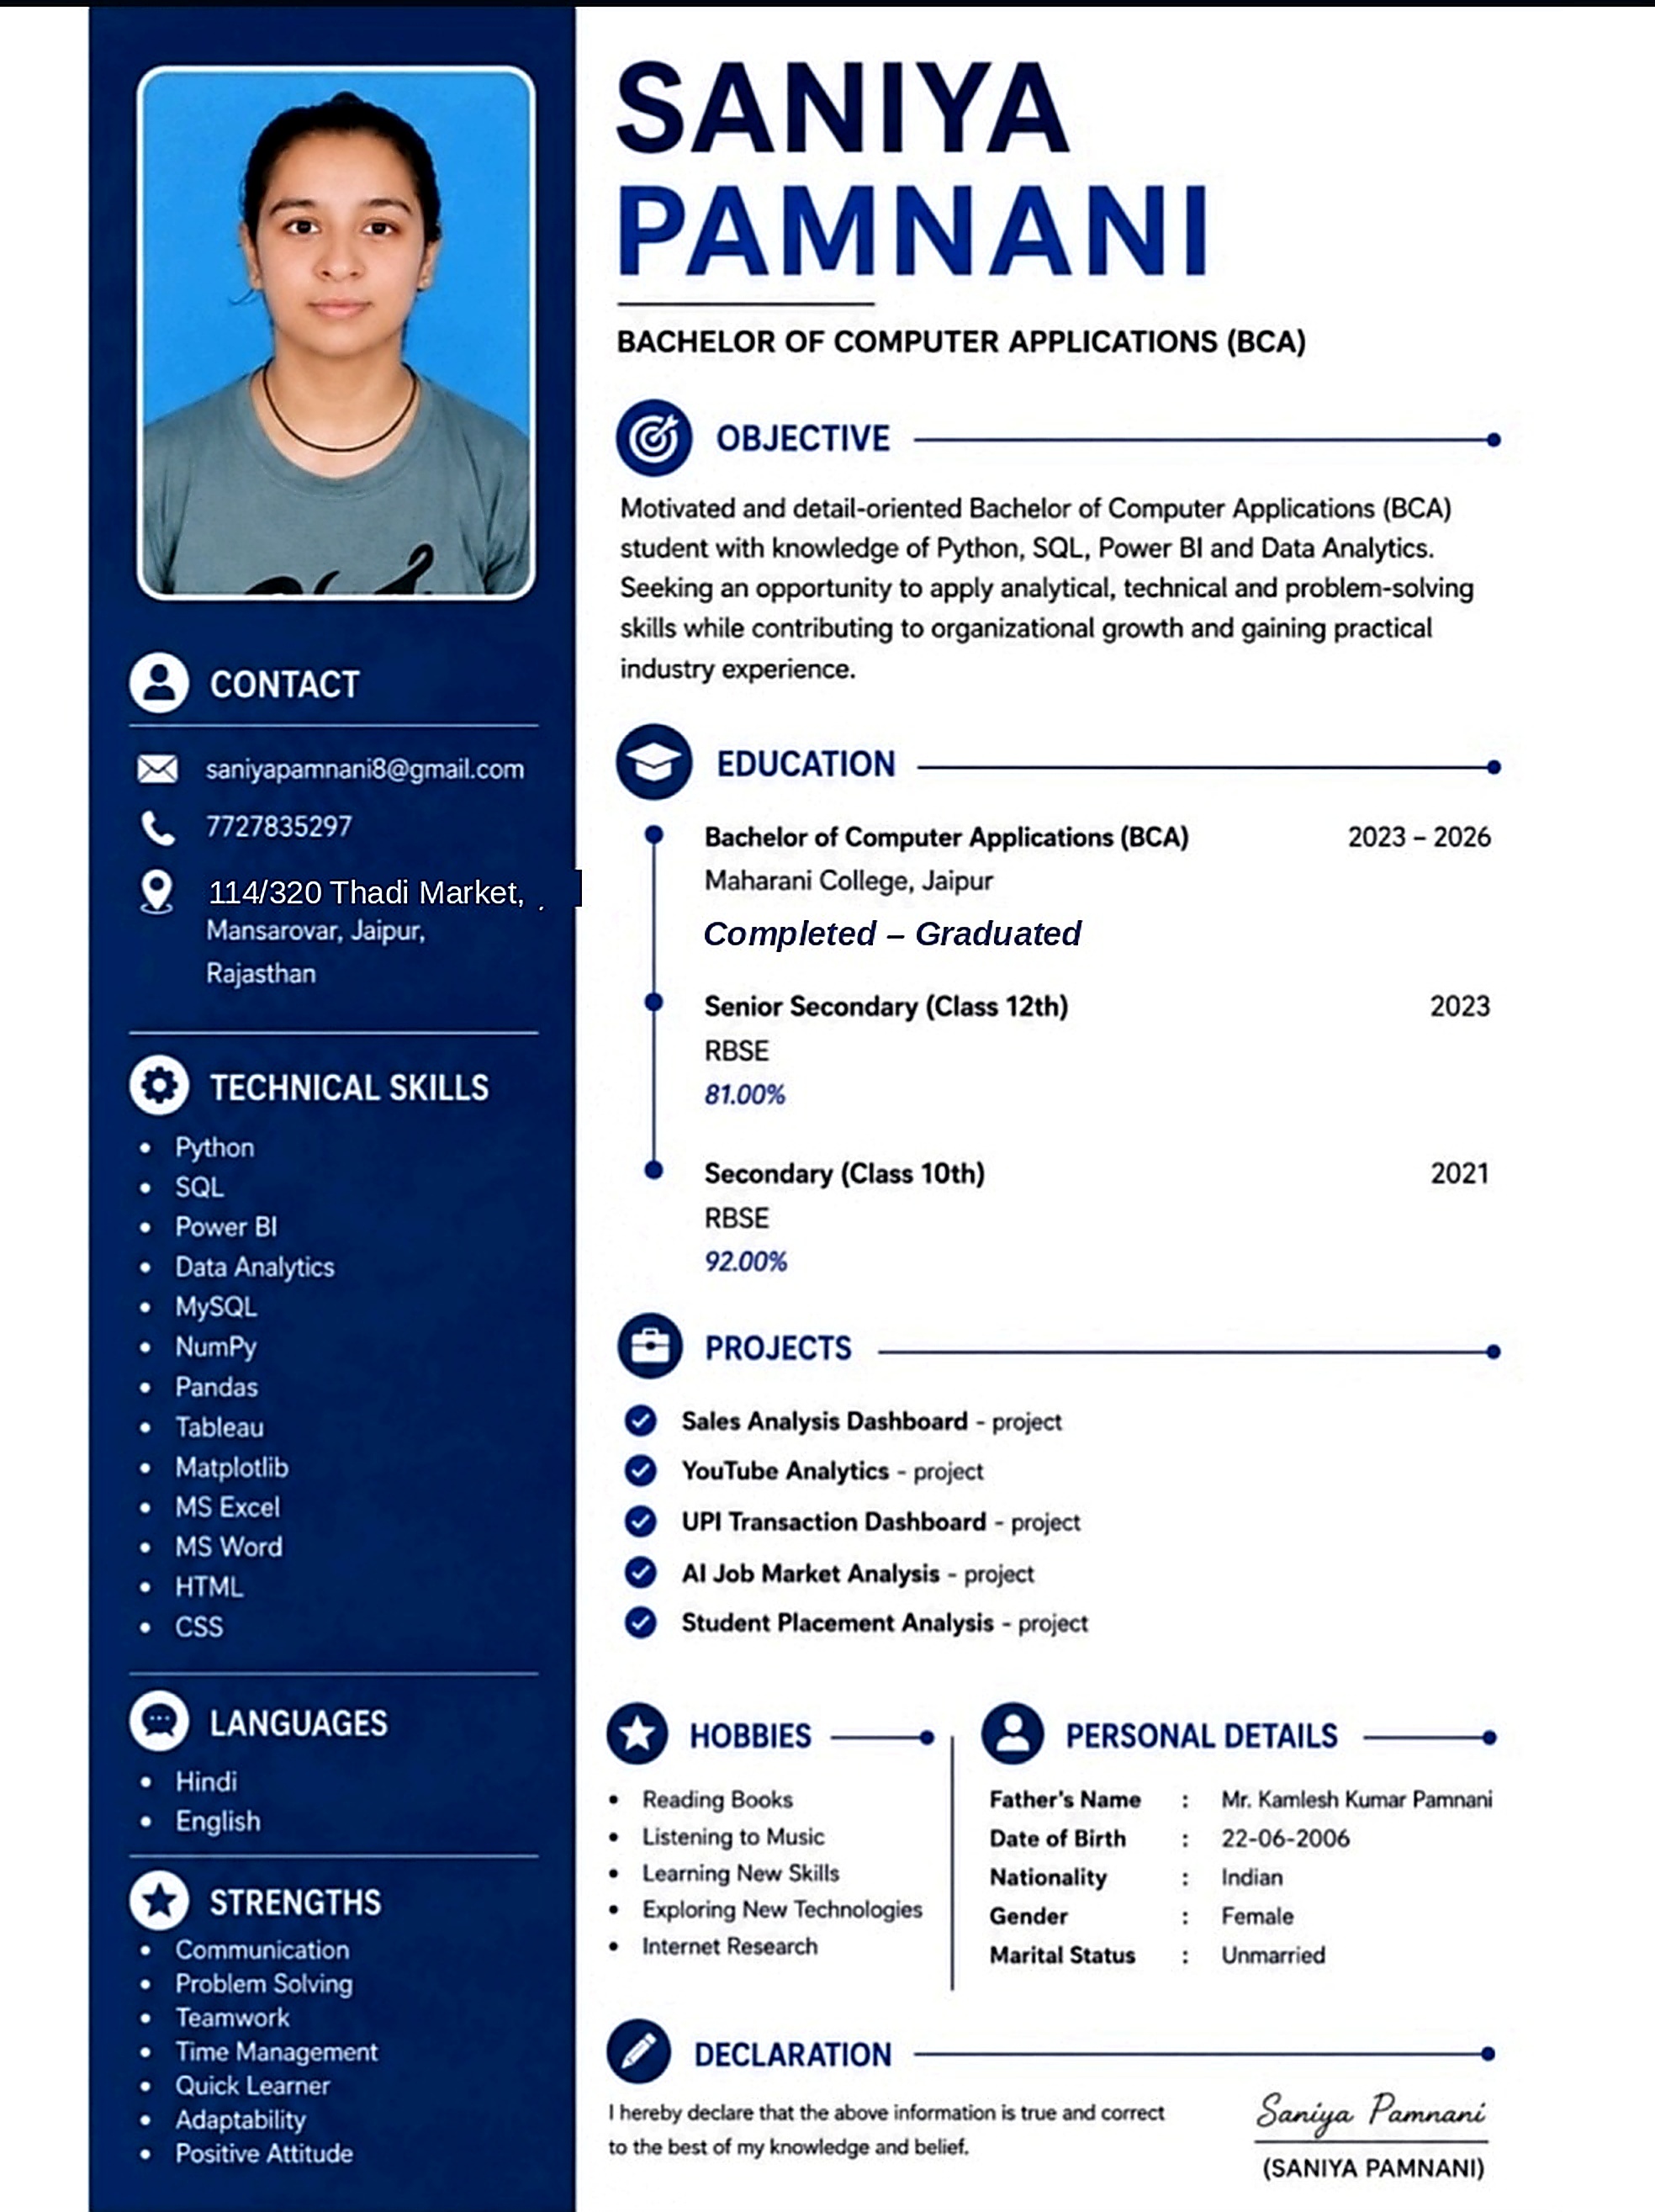 SANIYA
PAMNANI
BACHELOR OF COMPUTER APPLICATIONS (BCA)
CONTACT
saniyapamnani8@gmail.com
7727835297
114/320 Thadi Market,
Mansarovar, Jaipur,
Rajasthan
TECHNICAL SKILLS
• Python
• SQL
• Power BI
• Data Analytics
• MySQL
• NumPy
• Pandas
• Tableau
• Matplotlib
• MS Excel
• MS Word
• HTML
• CSS
LANGUAGES
• Hindi
• English
STRENGTHS
• Communication
• Problem Solving
• Teamwork
• Time Management
• Quick Learner
• Adaptability
• Positive Attitude
OBJECTIVE
Motivated and detail-oriented Bachelor of Computer Applications (BCA)
student with knowledge of Python, SQL, Power BI and Data Analytics.
Seeking an opportunity to apply analytical, technical and problem-solving
skills while contributing to organizational growth and gaining practical
industry experience.
EDUCATION
Bachelor of Computer Applications (BCA) 2023 – 2026
Maharani College, Jaipur
Completed – Graduated
Senior Secondary (Class 12th) 2023
RBSE
81.00%
Secondary (Class 10th) 2021
RBSE
92.00%
PROJECTS
Sales Analysis Dashboard - project
YouTube Analytics - project
UPI Transaction Dashboard - project
AI Job Market Analysis - project
Student Placement Analysis - project
HOBBIES
• Reading Books
• Listening to Music
• Learning New Skills
• Exploring New Technologies
• Internet Research
PERSONAL DETAILS
Father's Name : Mr. Kamlesh Kumar Pamnani
Date of Birth : 22-06-2006
Nationality : Indian
Gender : Female
Marital Status : Unmarried
DECLARATION
I hereby declare that the above information is true and correct
to the best of my knowledge and belief.
Saniya Pamnani
(SANIYA PAMNANI)